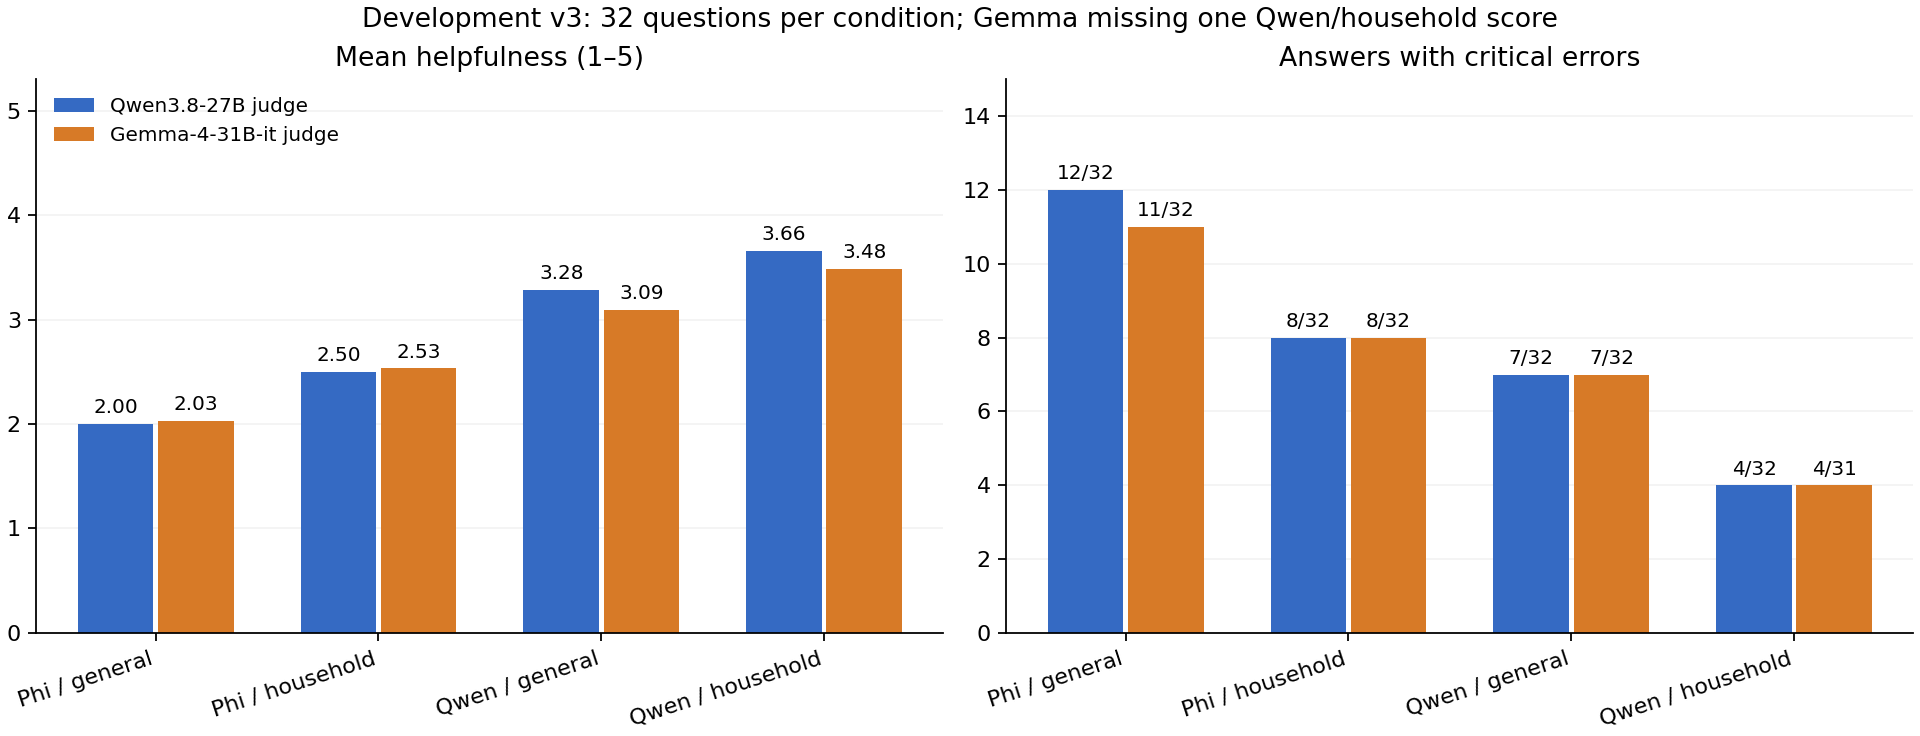 Development v3: 32 questions per condition; Gemma missing one Qwen/household score
Mean helpfulness (1–5)
5
4
3
2
1
0
Qwen3.8-27B judge
Gemma-4-31B-it judge
2.00
2.03
2.50
2.53
3.28
3.09
3.66
3.48
Phi / general
Phi / household
Qwen / general
Qwen / household
Answers with critical errors
14
12
10
8
6
4
2
0
12/32
11/32
8/32
8/32
7/32
7/32
4/32
4/31
Phi / general
Phi / household
Qwen / general
Qwen / household